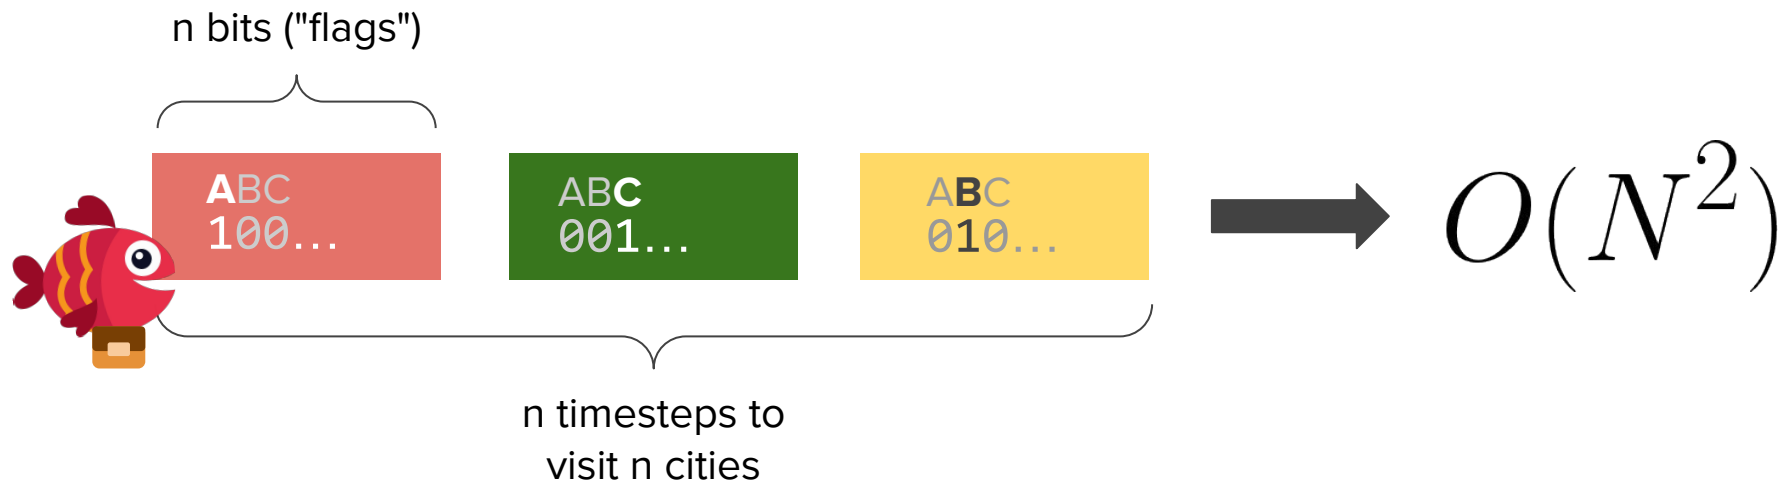 n bits ("flags")
ABC
100...
ABC
001...
ABC
010...
O(N²)
n timesteps to
visit n cities